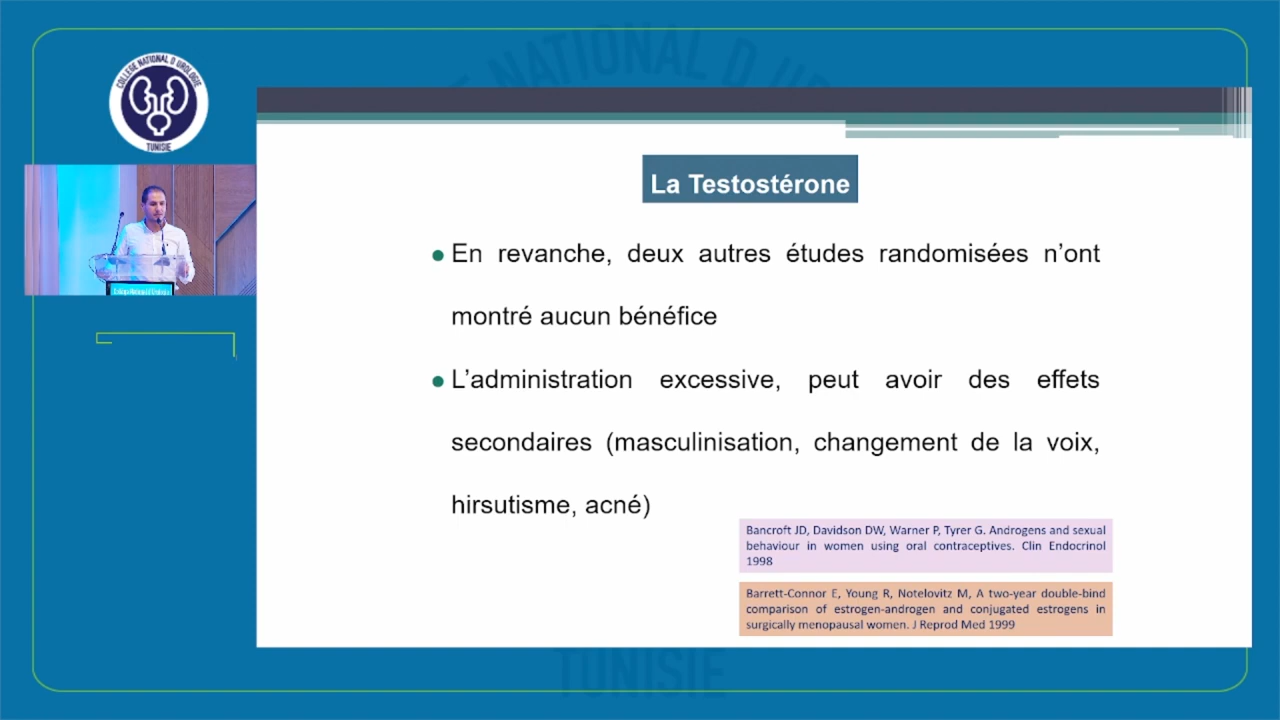 COLLÈGE NATIONAL D'UROLOGIE
TUNISIE
NATIONAL D
La Testostérone
En revanche, deux autres études randomisées n'ont
montré aucun bénéfice
L'administration excessive, peut avoir des effets
secondaires (masculinisation, changement de la voix,
hirsutisme, acné)
Bancroft JD, Davidson DW, Warner P, Tyrer G. Androgens and sexual
behaviour in women using oral contraceptives. Clin Endocrinol
1998
Barrett-Connor E, Young R, Notelovitz M, A two-year double-bind
comparison of estrogen-androgen and conjugated estrogens in
surgically menopausal women. J Reprod Med 1999
TUNISIE